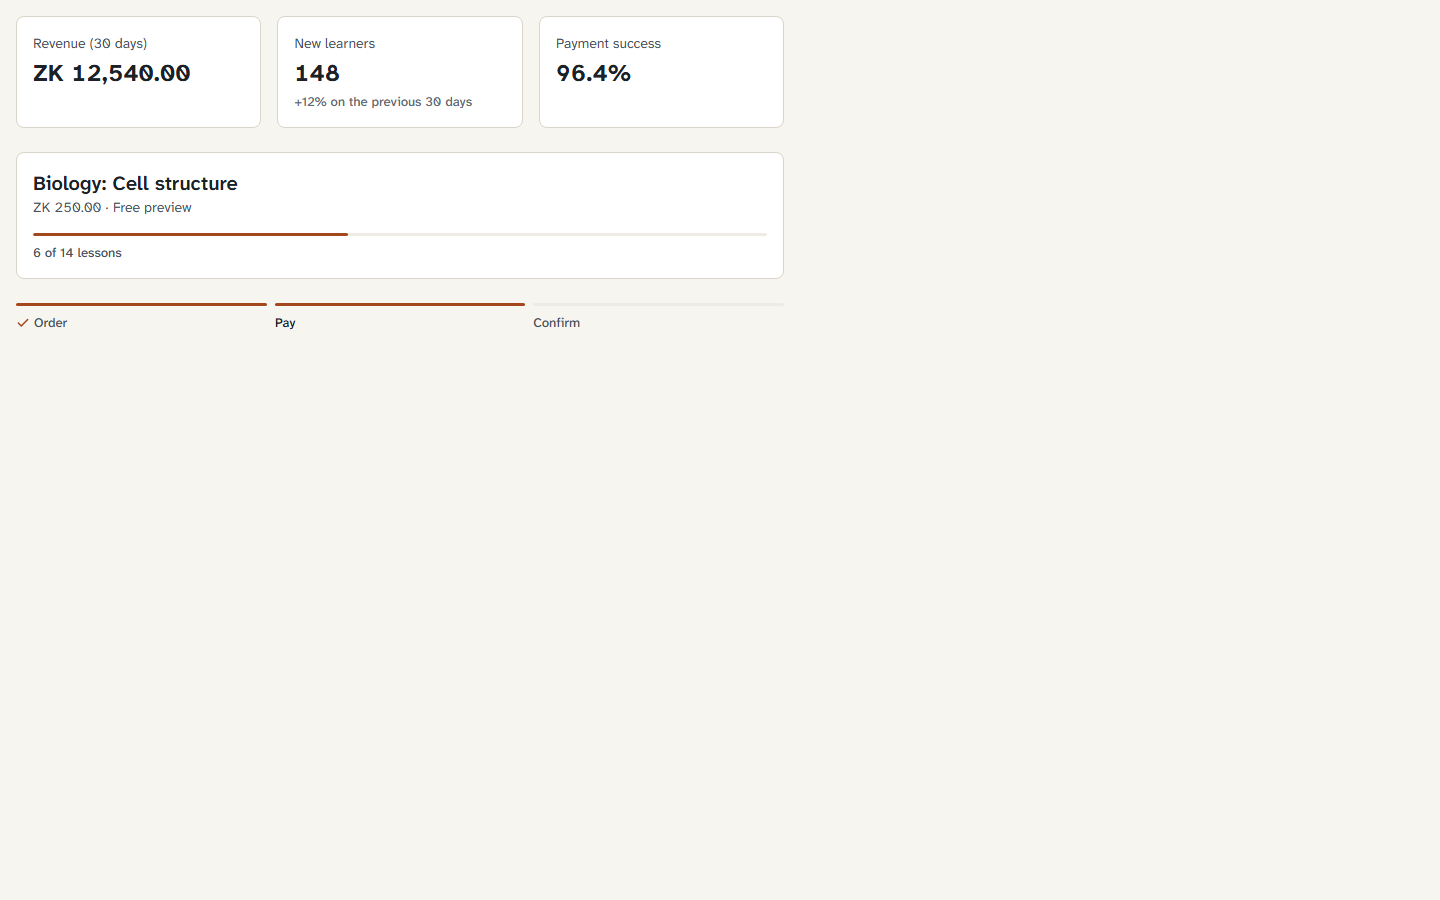 Revenue (30 days)
ZK 12,540.00
New learners
148
+12% on the previous 30 days
Payment success
96.4%
Biology: Cell structure
ZK 250.00 · Free preview
6 of 14 lessons
Order
Pay
Confirm